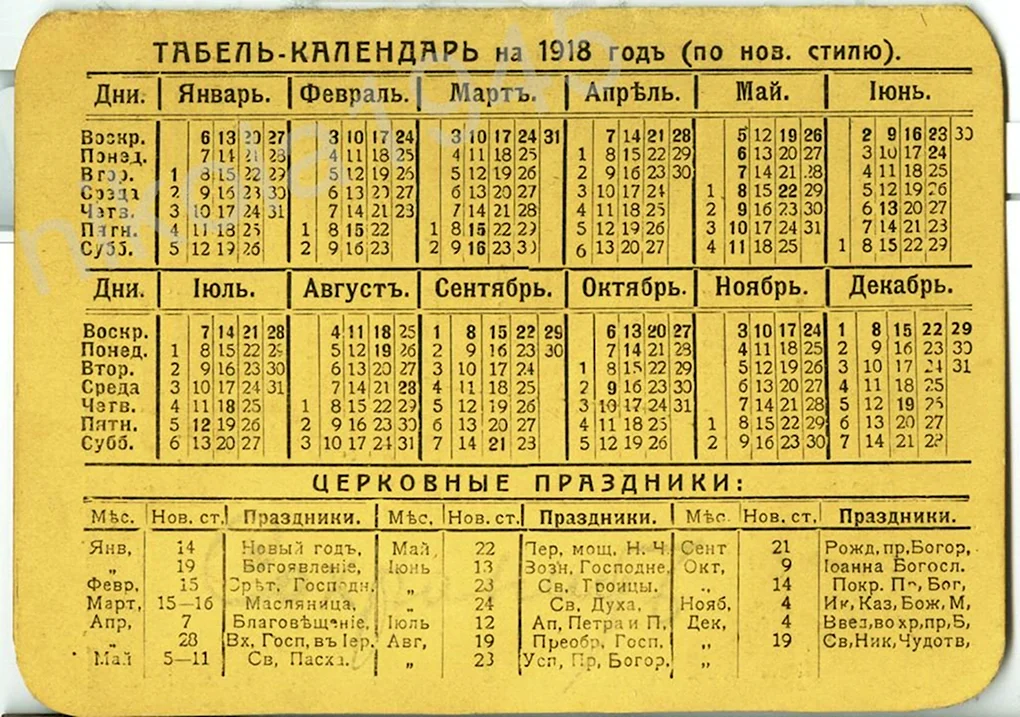 ТАБЕЛЬ-КАЛЕНДАРЬ на 1918 годъ (по нов. стилю).
Дни. Январь. Февраль. Мартъ. Апрѣль. Май. Іюнь.
Воскр. 6 13 20 27 3 10 17 24 3 10 17 24 31 7 14 21 28 5 12 19 26 2 9 16 23 30
Понед. 7 14 21 28 4 11 18 25 4 11 18 25 1 8 15 22 29 6 13 20 27 3 10 17 24
Втор. 1 8 15 22 29 5 12 19 26 5 12 19 26 2 9 16 23 30 7 14 21 28 4 11 18 25
Среда 2 9 16 23 30 6 13 20 27 6 13 20 27 3 10 17 24 1 8 15 22 29 5 12 19 26
Четв. 3 10 17 24 31 7 14 21 23 7 14 21 28 4 11 18 25 2 9 16 23 30 6 13 20 27
Пятн. 4 11 18 25 1 8 15 22 1 8 15 22 29 5 12 19 26 3 10 17 24 31 7 14 21 23
Субб. 5 12 19 26 2 9 16 23 2 9 16 23 30 6 13 20 27 4 11 18 25 1 8 15 22 29
Дни. Іюль. Августъ. Сентябрь. Октябрь. Ноябрь. Декабрь.
Воскр. 7 14 21 28 4 11 18 25 1 8 15 22 29 6 13 20 27 3 10 17 24 1 8 15 22 29
Понед. 1 8 15 22 29 5 12 19 26 2 9 16 23 30 7 14 21 28 4 11 18 25 2 9 16 23 30
Втор. 2 9 16 23 30 6 13 20 27 3 10 17 24 1 8 15 22 29 5 12 19 26 3 10 17 24 31
Среда 3 10 17 24 31 7 14 21 28 4 11 18 25 2 9 16 23 30 6 13 20 27 4 11 18 25
Четв. 4 11 18 25 1 8 15 22 29 5 12 19 26 3 10 17 24 31 7 14 21 28 5 12 19 26
Пятн. 5 12 19 26 2 9 16 23 30 6 13 20 27 4 11 18 25 1 8 15 22 29 6 13 20 27
Субб. 6 13 20 27 3 10 17 24 31 7 14 21 23 5 12 19 26 2 9 16 23 30 7 14 21 28
ЦЕРКОВНЫЕ ПРАЗДНИКИ:
Мѣс. Нов. ст. Праздники. Мѣс. Нов. ст. Праздники. Мѣс. Нов. ст. Праздники.
Янв, 14 Новый годъ, Май 22 Пер, мощ, Н. Ч. Сент 21 Рожд, пр, Богор,
„ 19 Богоявленіе, Іюнь 13 Возн, Господне, Окт, 9 Іоанна Богосл.
Февр, 15 Срѣт, Господн. „ 23 Св. Троицы. „ 14 Покр. Пр, Бог,
Март, 15—16 Масляница, „ 24 Св. Духа, Нояб, 4 Ик, Каз, Бож, М,
Апр, 7 Благовѣщеніе, Іюль 12 Ап, Петра и П, Дек, 4 Ввел, во хр, пр, Б,
„ 28 Вх, Госп, въ Іер. Авг, 19 Преобр, Госп. „ 19 Св, Ник, Чудотв,
Май 5—11 Св, Пасха. „ 23 Усп, Пр, Богор. „